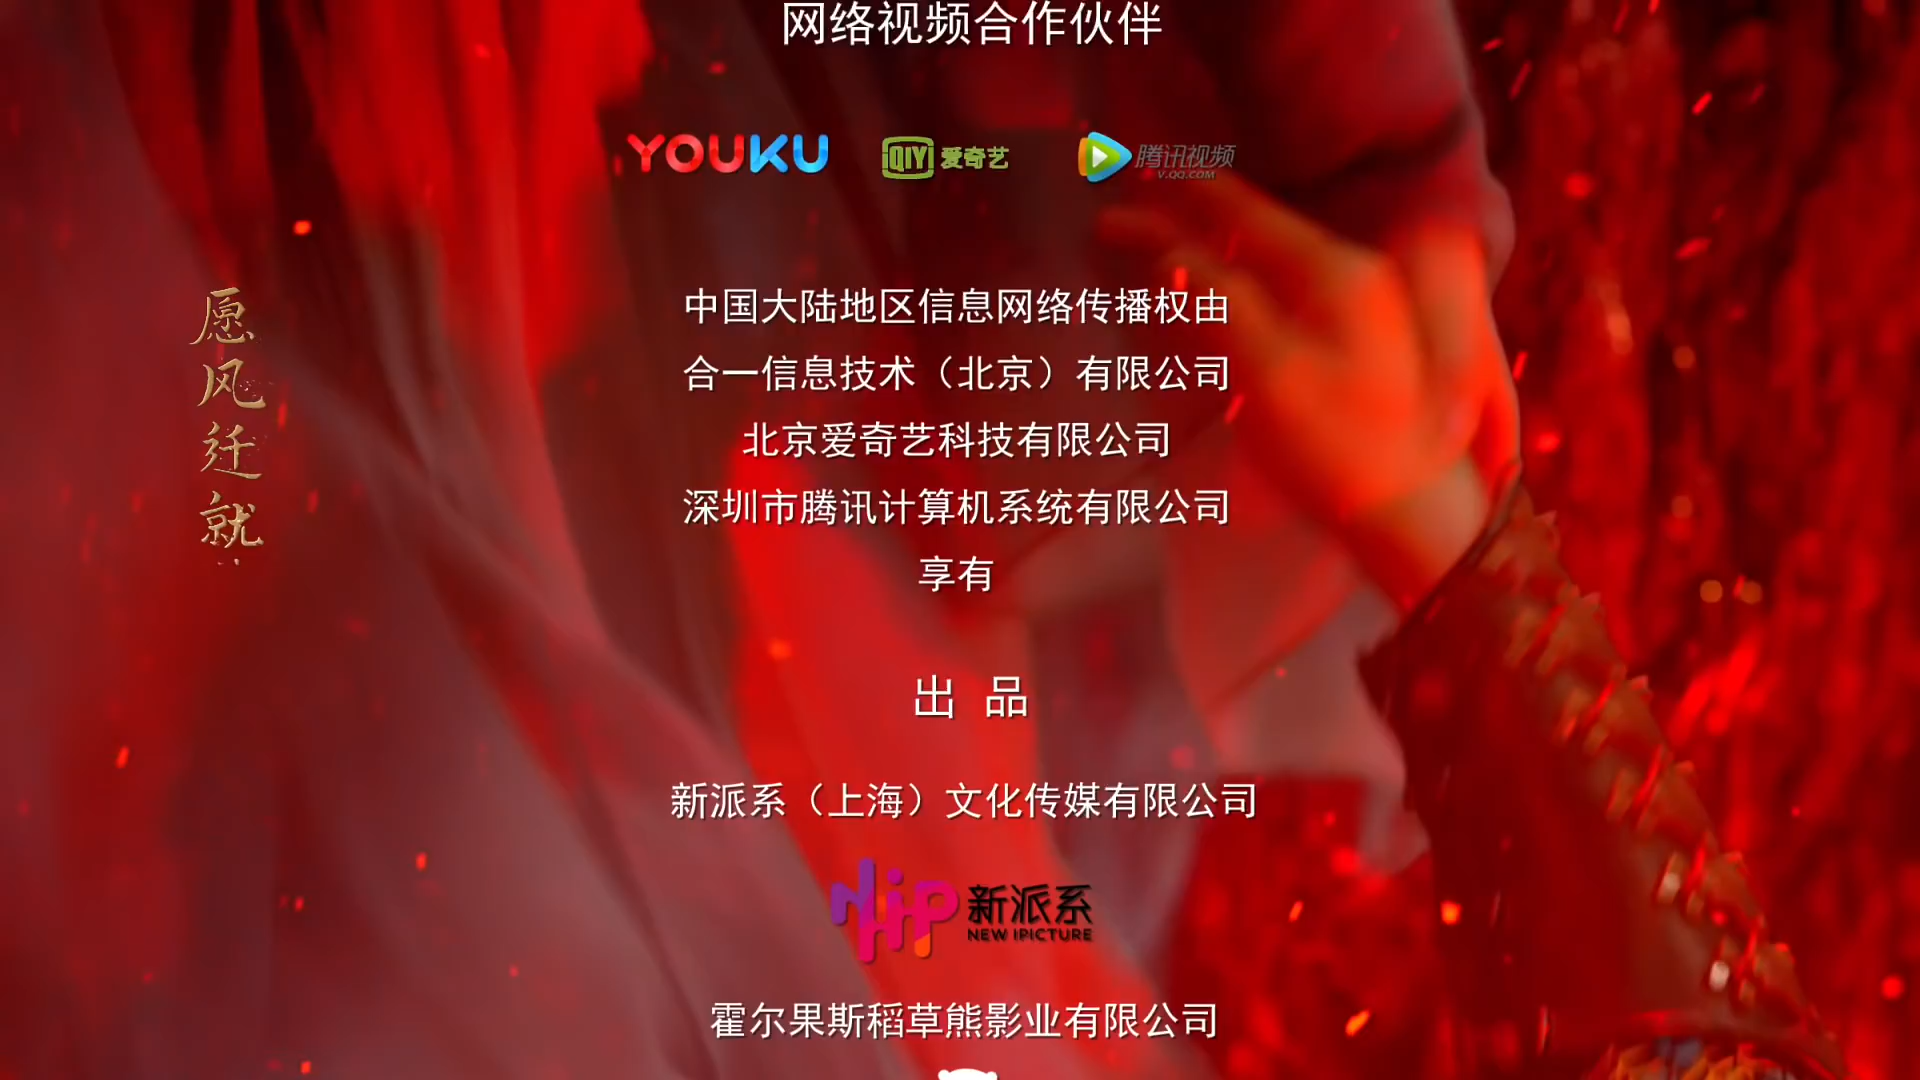 网络视频合作伙伴
YOUKU
QIY 爱奇艺
腾讯视频
V.QQ.COM
愿风迁就
中国大陆地区信息网络传播权由
合一信息技术（北京）有限公司
北京爱奇艺科技有限公司
深圳市腾讯计算机系统有限公司
享有
出 品
新派系（上海）文化传媒有限公司
新派系
NEW IPICTURE
霍尔果斯稻草熊影业有限公司